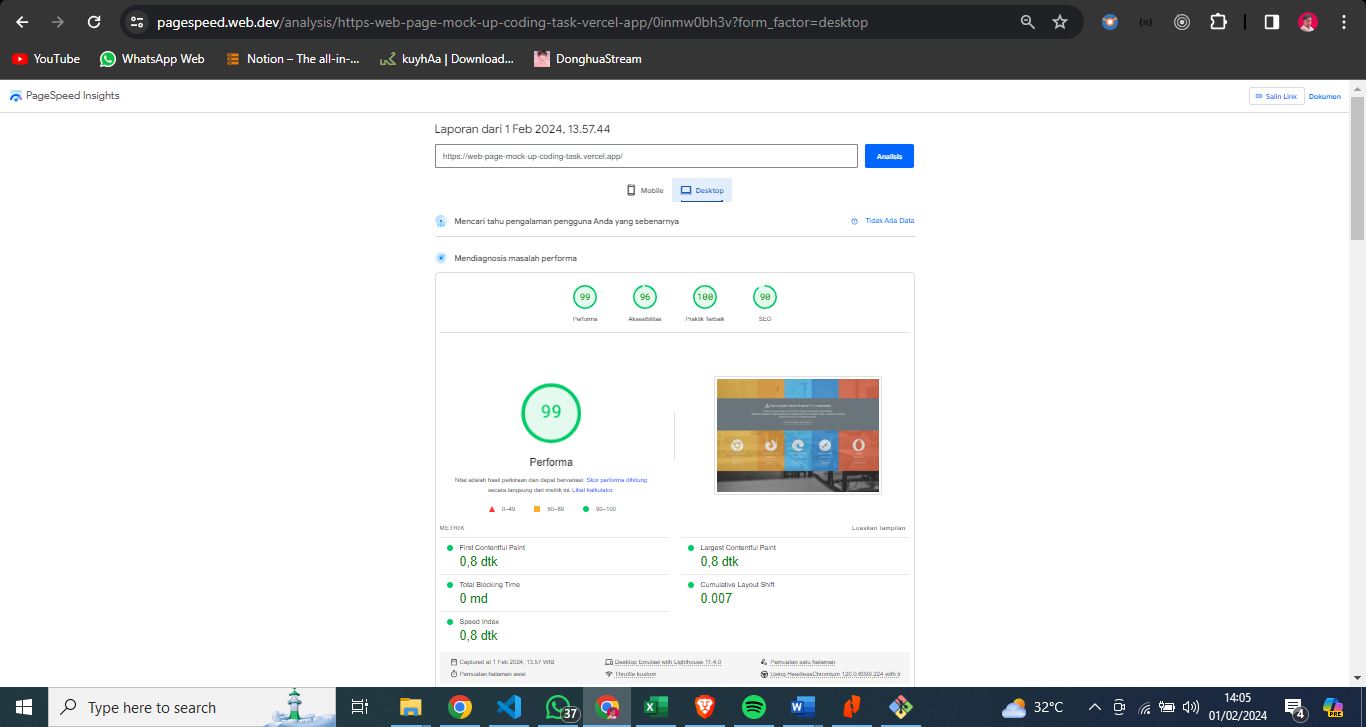 pagespeed.web.dev/analysis/https-web-page-mock-up-coding-task-vercel-app/0inmw0bh3v?form_factor=desktop
YouTube
WhatsApp Web
Notion – The all-in-...
kuyhAa | Download...
DonghuaStream
PageSpeed Insights
Salin Link
Dokumen
Laporan dari 1 Feb 2024, 13.57.44
https://web-page-mock-up-coding-task.vercel.app/
Analisis
Mobile
Desktop
Mencari tahu pengalaman pengguna Anda yang sebenarnya
Tidak Ada Data
Mendiagnosis masalah performa
99
96
100
90
Performa
Aksesibilitas
Praktik Terbaik
SEO
99
Performa
Nilai adalah hasil perkiraan dan dapat bervariasi. Skor performa dihitung
secara langsung dari metrik ini. Lihat kalkulator.
0–49
50–89
90–100
METRIK
Luaskan tampilan
First Contentful Paint
0,8 dtk
Largest Contentful Paint
0,8 dtk
Total Blocking Time
0 md
Cumulative Layout Shift
0.007
Speed Index
0,8 dtk
Captured at 1 Feb 2024, 13.57 WIB
Desktop Emulasi with Lighthouse 11.4.0
Pemuatan satu halaman
Pemuatan halaman awal
Throttle kustom
Using HeadlessChromium 120.0.6099.224 with lr
Type here to search
37
32°C
14:05
01/02/2024
4
PRE